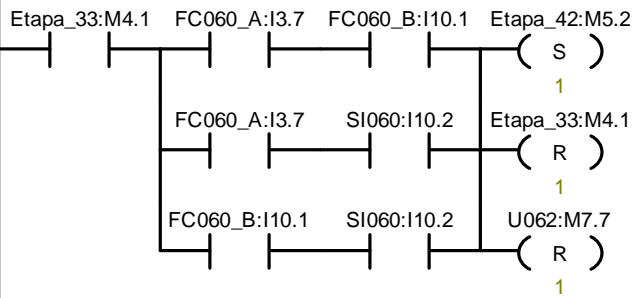 Etapa_33:M4.1 FC060_A:I3.7 FC060_B:I10.1 Etapa_42:M5.2
S
1
FC060_A:I3.7 SI060:I10.2 Etapa_33:M4.1
R
1
FC060_B:I10.1 SI060:I10.2 U062:M7.7
R
1